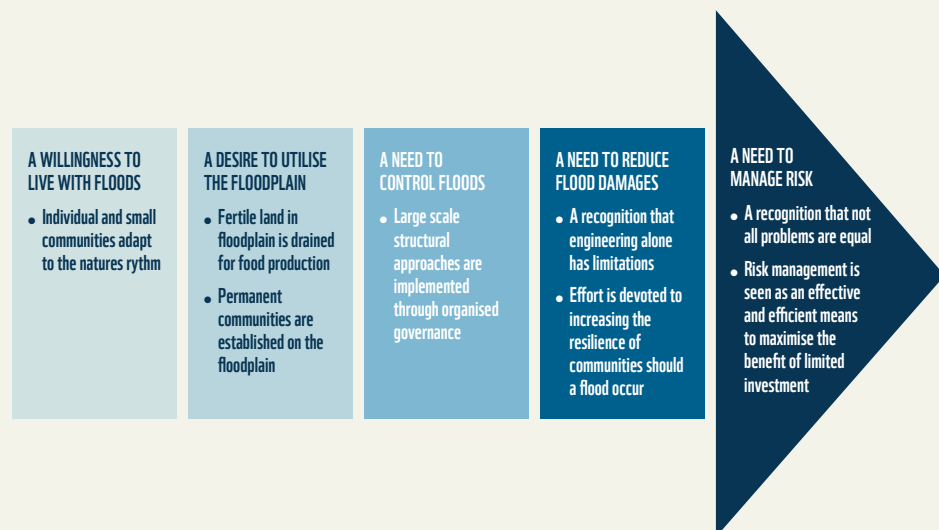 A WILLINGNESS TO
LIVE WITH FLOODS
• Individual and small
communities adapt
to the natures rythm
A DESIRE TO UTILISE
THE FLOODPLAIN
• Fertile land in
floodplain is drained
for food production
• Permanent
communities are
established on the
floodplain
A NEED TO
CONTROL FLOODS
• Large scale
structural
approaches are
implemented
through organised
governance
A NEED TO REDUCE
FLOOD DAMAGES
• A recognition that
engineering alone
has limitations
• Effort is devoted to
increasing the
resilience of
communities should
a flood occur
A NEED TO
MANAGE RISK
• A recognition that not
all problems are equal
• Risk management is
seen as an effective
and efficient means
to maximise the
benefit of limited
investment